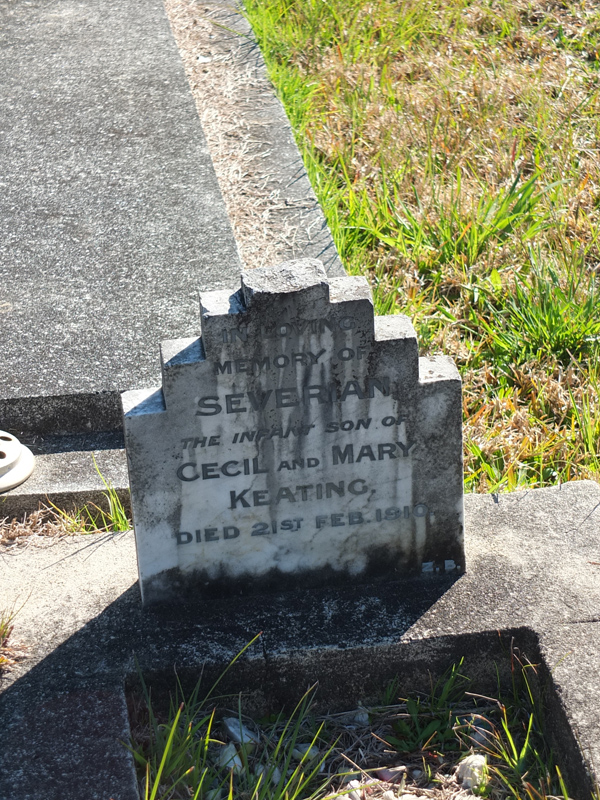 IN LOVING
MEMORY OF
SEVERIAN,
THE INFANT SON OF
CECIL AND MARY
KEATING,
DIED 21ST FEB. 1910.